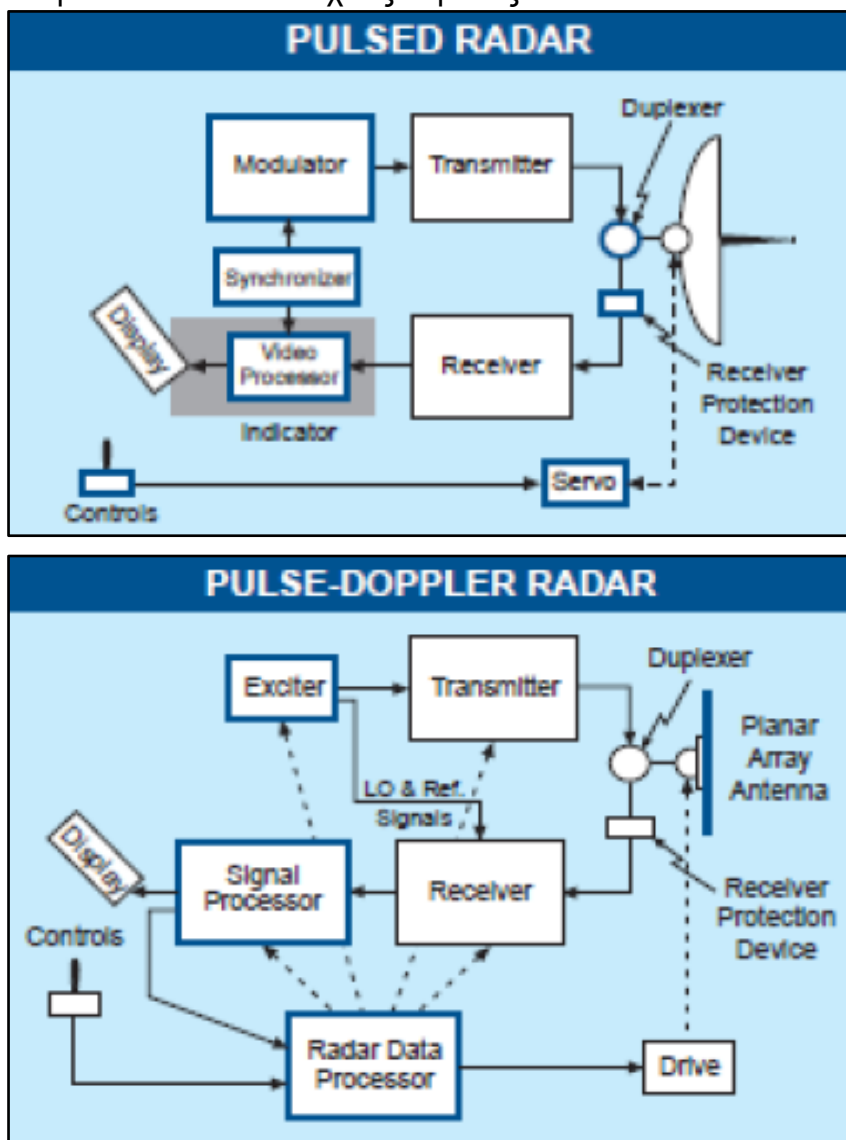 PULSED RADAR
Duplexer
Modulator
Transmitter
Synchronizer
Display
Video
Processor
Receiver
Indicator
Receiver
Protection
Device
Servo
Controls
PULSE-DOPPLER RADAR
Duplexer
Exciter
Transmitter
Planar
Array
Antenna
LO & Ref.
Signals
Display
Signal
Processor
Receiver
Receiver
Protection
Device
Controls
Radar Data
Processor
Drive